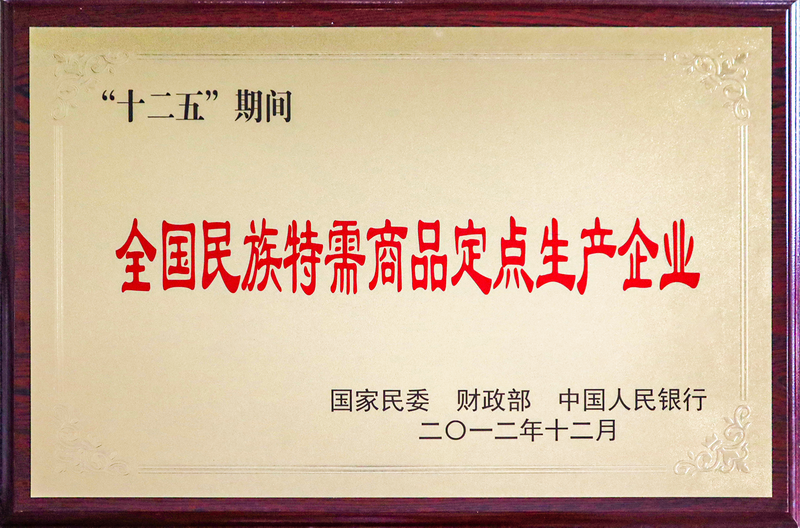 “十二五”期间
全国民族特需商品定点生产企业
国家民委 财政部 中国人民银行
二〇一二年十二月